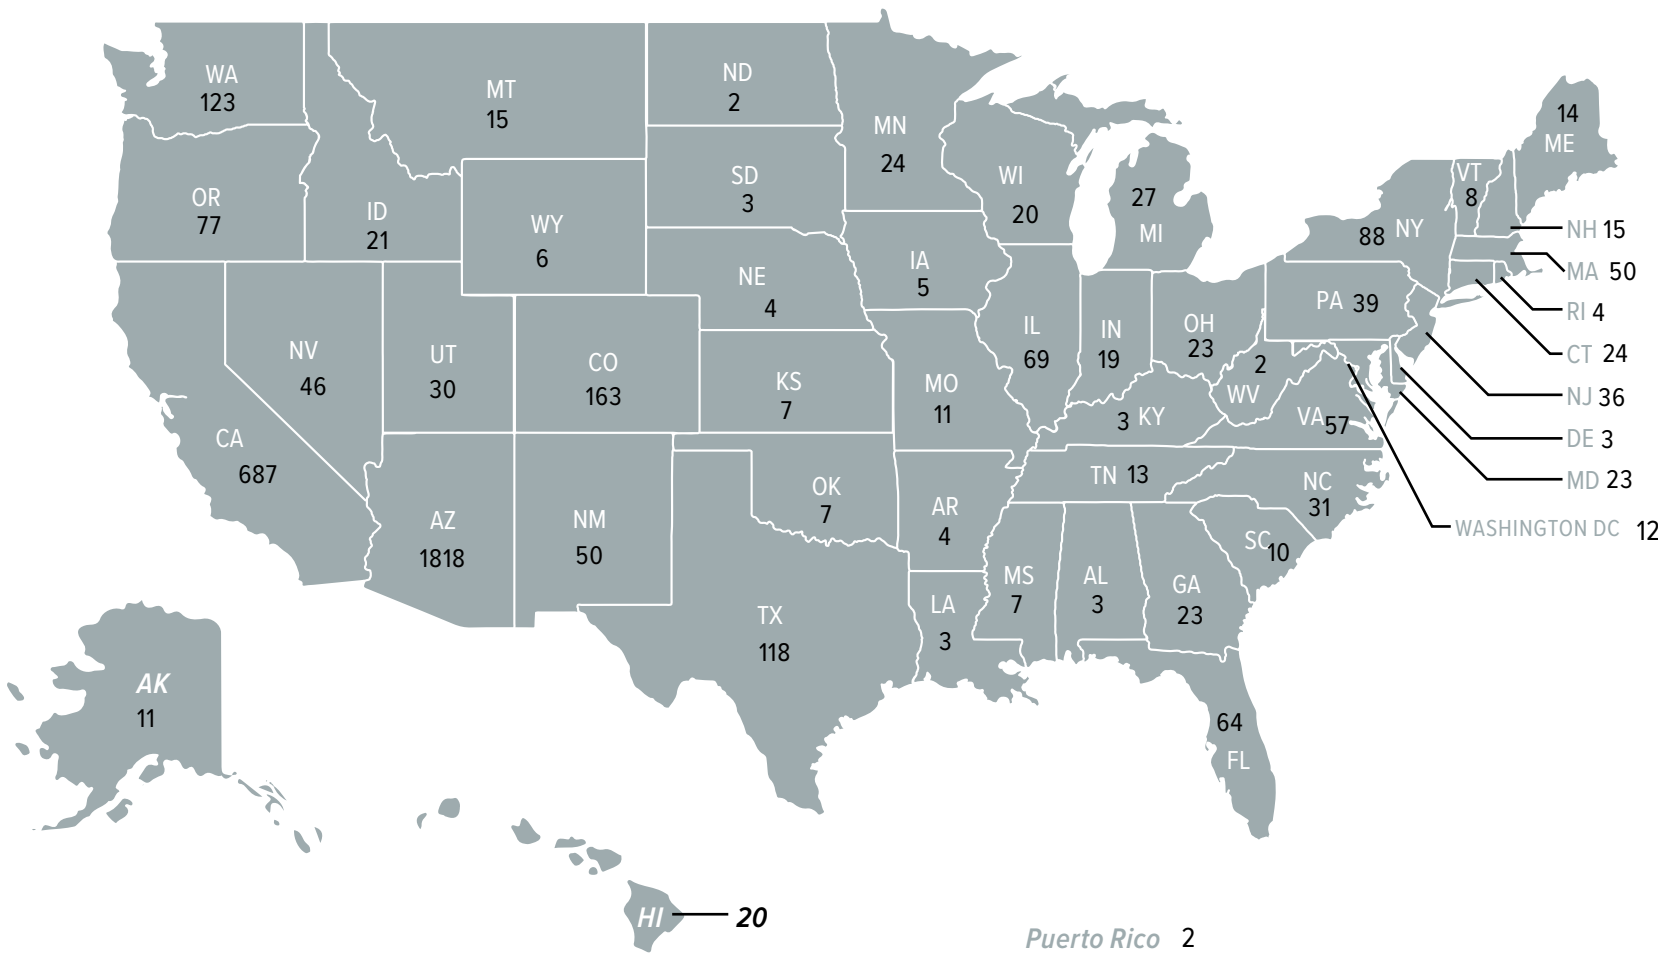 WA
123
MT
15
ND
2
MN
24
OR
77
ID
21
WY
6
SD
3
WI
20
27
MI
14
ME
VT
8
88 NY
NH 15
MA 50
RI 4
CT 24
NJ 36
DE 3
MD 23
WASHINGTON DC 12
NE
4
IA
5
PA 39
NV
46
UT
30
CO
163
KS
7
MO
11
IL
69
IN
19
OH
23
2
WV
VA 57
3 KY
CA
687
AZ
1818
NM
50
OK
7
AR
4
TN 13
NC
31
SC 10
TX
118
LA
3
MS
7
AL
3
GA
23
64
FL
AK
11
HI 20
Puerto Rico 2